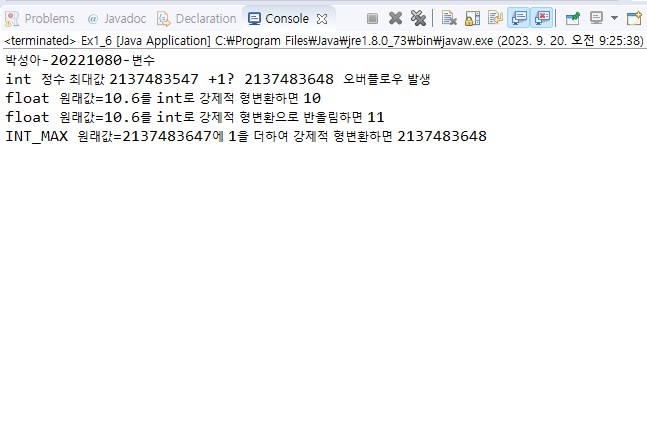 Problems @ Javadoc Declaration Console
<terminated> Ex1_6 [Java Application] C:₩Program Files₩Java₩jre1.8.0_73₩bin₩javaw.exe (2023. 9. 20. 오전 9:25:38)
박성아-20221080-변수
int 정수 최대값 2137483547 +1? 2137483648 오버플로우 발생
float 원래값=10.6를 int로 강제적 형변환하면 10
float 원래값=10.6를 int로 강제적 형변환으로 반올림하면 11
INT_MAX 원래값=2137483647에 1을 더하여 강제적 형변환하면 2137483648